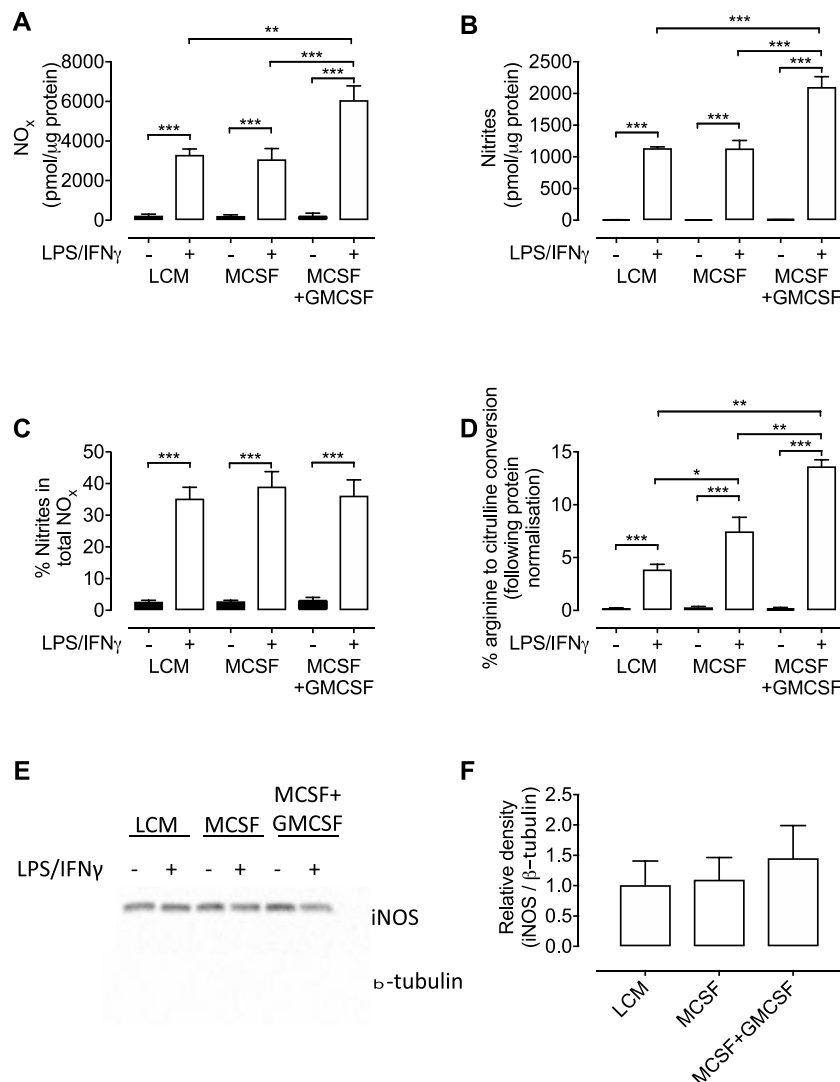 A
**
***
***
***
***
8000
6000
4000
2000
0
NOx
(pmol/μg protein)
LPS/IFNγ
- + - + - +
LCM MCSF MCSF
+GMCSF
B
***
***
***
***
***
2500
2000
1500
1000
500
0
Nitrites
(pmol/μg protein)
LPS/IFNγ
- + - + - +
LCM MCSF MCSF
+GMCSF
C
*** *** ***
50
40
30
20
10
0
% Nitrites in
total NOx
LPS/IFNγ
- + - + - +
LCM MCSF MCSF
+GMCSF
D
**
**
***
*
***
***
15
10
5
0
% arginine to citrulline conversion
(following protein
normalisation)
LPS/IFNγ
- + - + - +
LCM MCSF MCSF
+GMCSF
E
MCSF+
LCM MCSF GMCSF
LPS/IFNγ - + - + - +
iNOS
b-tubulin
F
2.5
2.0
1.5
1.0
0.5
0.0
Relative density
(iNOS / β-tubulin)
LCM
MCSF
MCSF+GMCSF